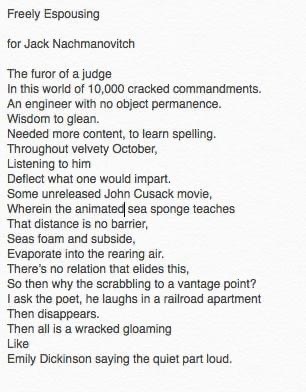 Freely Espousing
for Jack Nachmanovitch
The furor of a judge
In this world of 10,000 cracked commandments.
An engineer with no object permanence.
Wisdom to glean.
Needed more content, to learn spelling.
Throughout velvety October,
Listening to him
Deflect what one would impart.
Some unreleased John Cusack movie,
Wherein the animated sea sponge teaches
That distance is no barrier,
Seas foam and subside,
Evaporate into the rearing air.
There's no relation that elides this,
So then why the scrabbling to a vantage point?
I ask the poet, he laughs in a railroad apartment
Then disappears.
Then all is a wracked gloaming
Like
Emily Dickinson saying the quiet part loud.